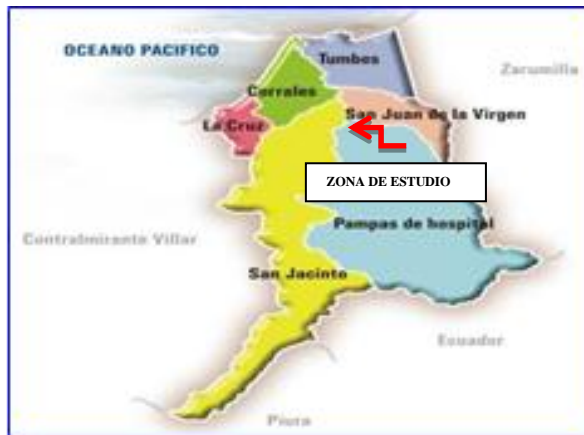 OCEANO PACIFICO
Tumbes
Zarumilla
Corrales
San Juan de la Virgen
La Cruz
ZONA DE ESTUDIO
Pampas de hospital
Contralmirante Villar
San Jacinto
Ecuador
Piura